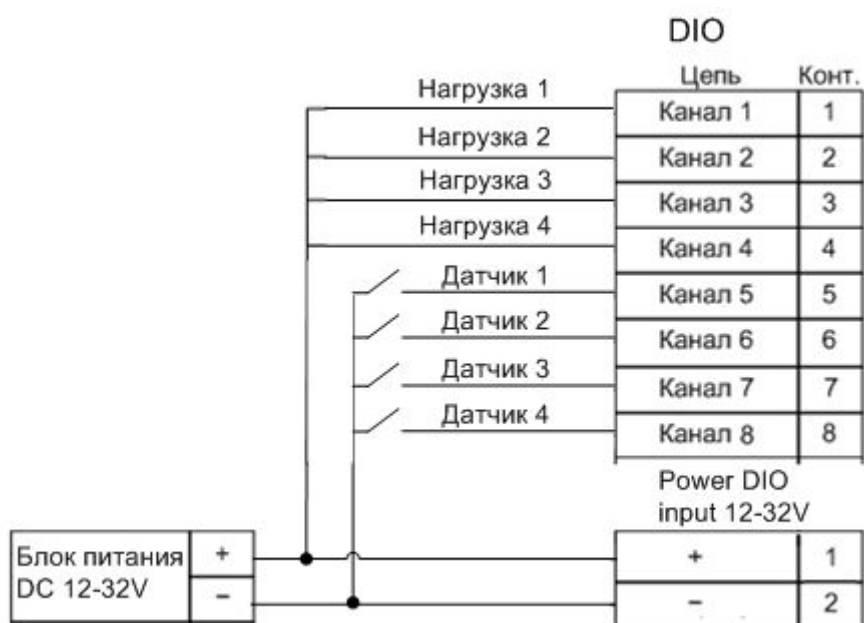 DIO
Цепь Конт.
Нагрузка 1 Канал 1 1
Нагрузка 2 Канал 2 2
Нагрузка 3 Канал 3 3
Нагрузка 4 Канал 4 4
Датчик 1 Канал 5 5
Датчик 2 Канал 6 6
Датчик 3 Канал 7 7
Датчик 4 Канал 8 8
Power DIO
input 12-32V
Блок питания + + 1
DC 12-32V − − 2